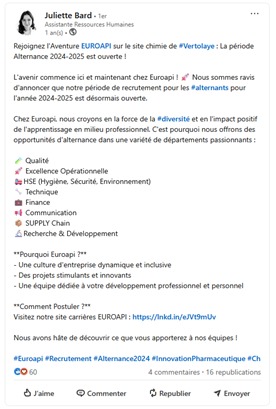 Juliette Bard • 1er
Assistante Ressources Humaines
1 an(s) •
Rejoignez l'Aventure EUROAPI sur le site chimie de #Vertolaye : La période
Alternance 2024-2025 est ouverte !
L'avenir commence ici et maintenant chez Euroapi ! 🚀 Nous sommes ravis
d'annoncer que notre période de recrutement pour les #alternants pour
l'année 2024-2025 est désormais ouverte.
Chez Euroapi, nous croyons en la force de la #diversité et en l'impact positif
de l'apprentissage en milieu professionnel. C'est pourquoi nous offrons des
opportunités d'alternance dans une variété de départements passionnants :
🧪 Qualité
🚀 Excellence Opérationnelle
🚒 HSE (Hygiène, Sécurité, Environnement)
🔧 Technique
💼 Finance
📢 Communication
📦 SUPPLY Chain
🔬 Recherche & Développement
**Pourquoi Euroapi ?**
- Une culture d'entreprise dynamique et inclusive
- Des projets stimulants et innovants
- Une équipe dédiée à votre développement professionnel et personnel
**Comment Postuler ?**
Visitez notre site carrières EUROAPI : https://lnkd.in/eJVt9mUv
Nous avons hâte de découvrir ce que vous apporterez à nos équipes !
#Euroapi #Recrutement #Alternance2024 #InnovationPharmaceutique #Ch
60 4 commentaires • 16 republications
J'aime Commenter Republier Envoyer